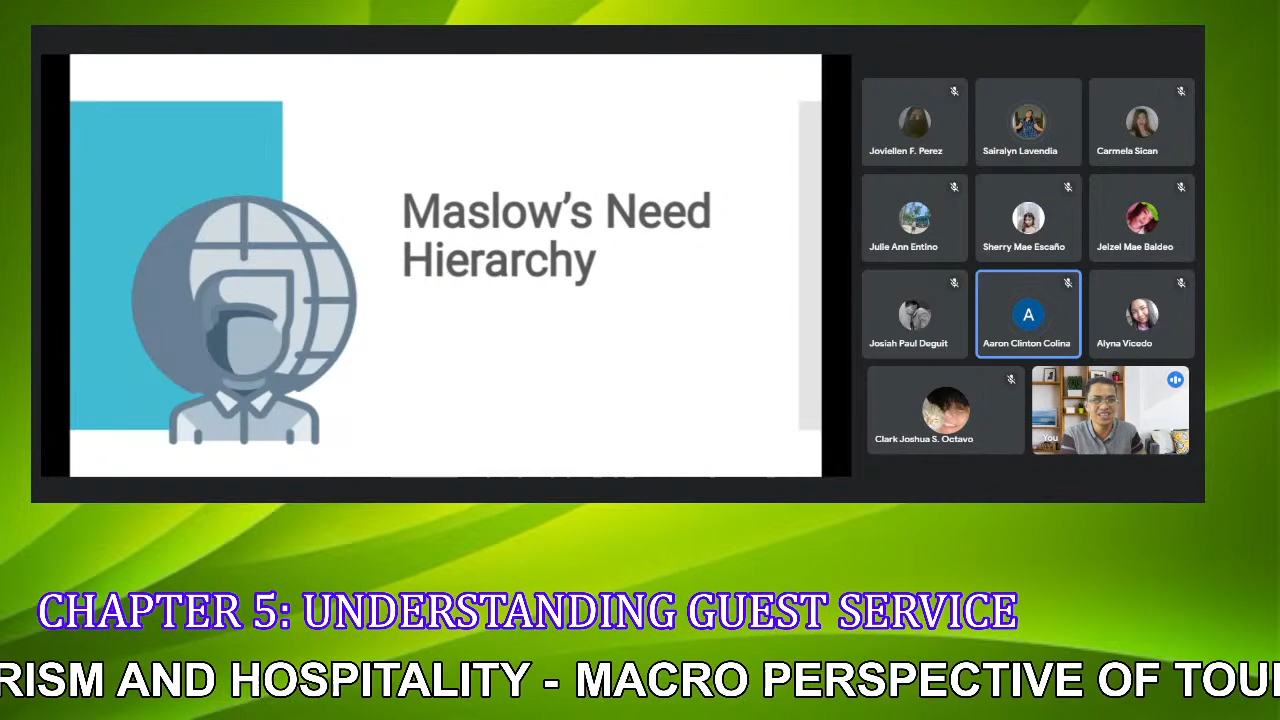 Maslow's Need
Hierarchy
Joviellen F. Perez
Sairalyn Lavendia
Carmela Sican
Julie Ann Entino
Sherry Mae Escaño
Jelzel Mae Baldeo
Josiah Paul Deguit
A
Aaron Clinton Colina
Alyna Vicedo
Clark Joshua S. Octavo
You
CHAPTER 5: UNDERSTANDING GUEST SERVICE
RISM AND HOSPITALITY - MACRO PERSPECTIVE OF TOU